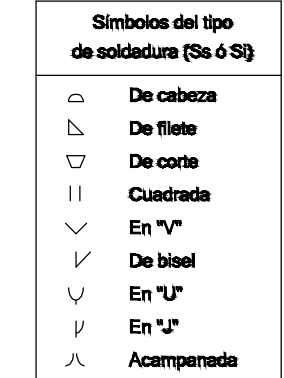 Símbolos del tipo
de soldadura {Ss ó Si}
De cabeza
De filete
De corte
Cuadrada
En "V"
De bisel
En "U"
En "J"
Acampanada